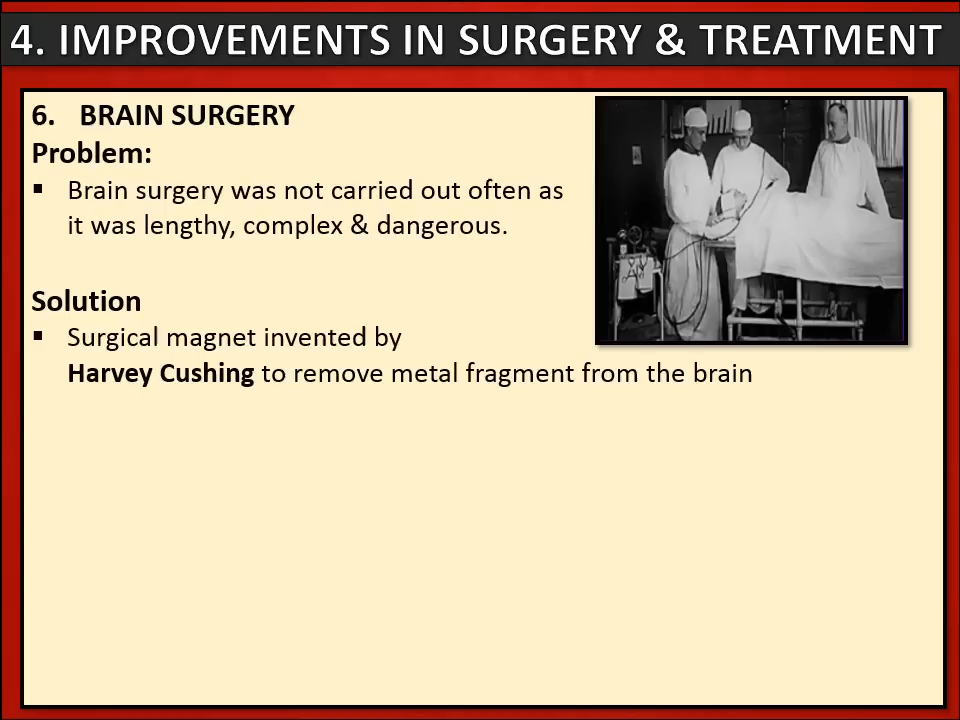 4. IMPROVEMENTS IN SURGERY & TREATMENT
6. BRAIN SURGERY
Problem:
▪ Brain surgery was not carried out often as
it was lengthy, complex & dangerous.
Solution
▪ Surgical magnet invented by
Harvey Cushing to remove metal fragment from the brain